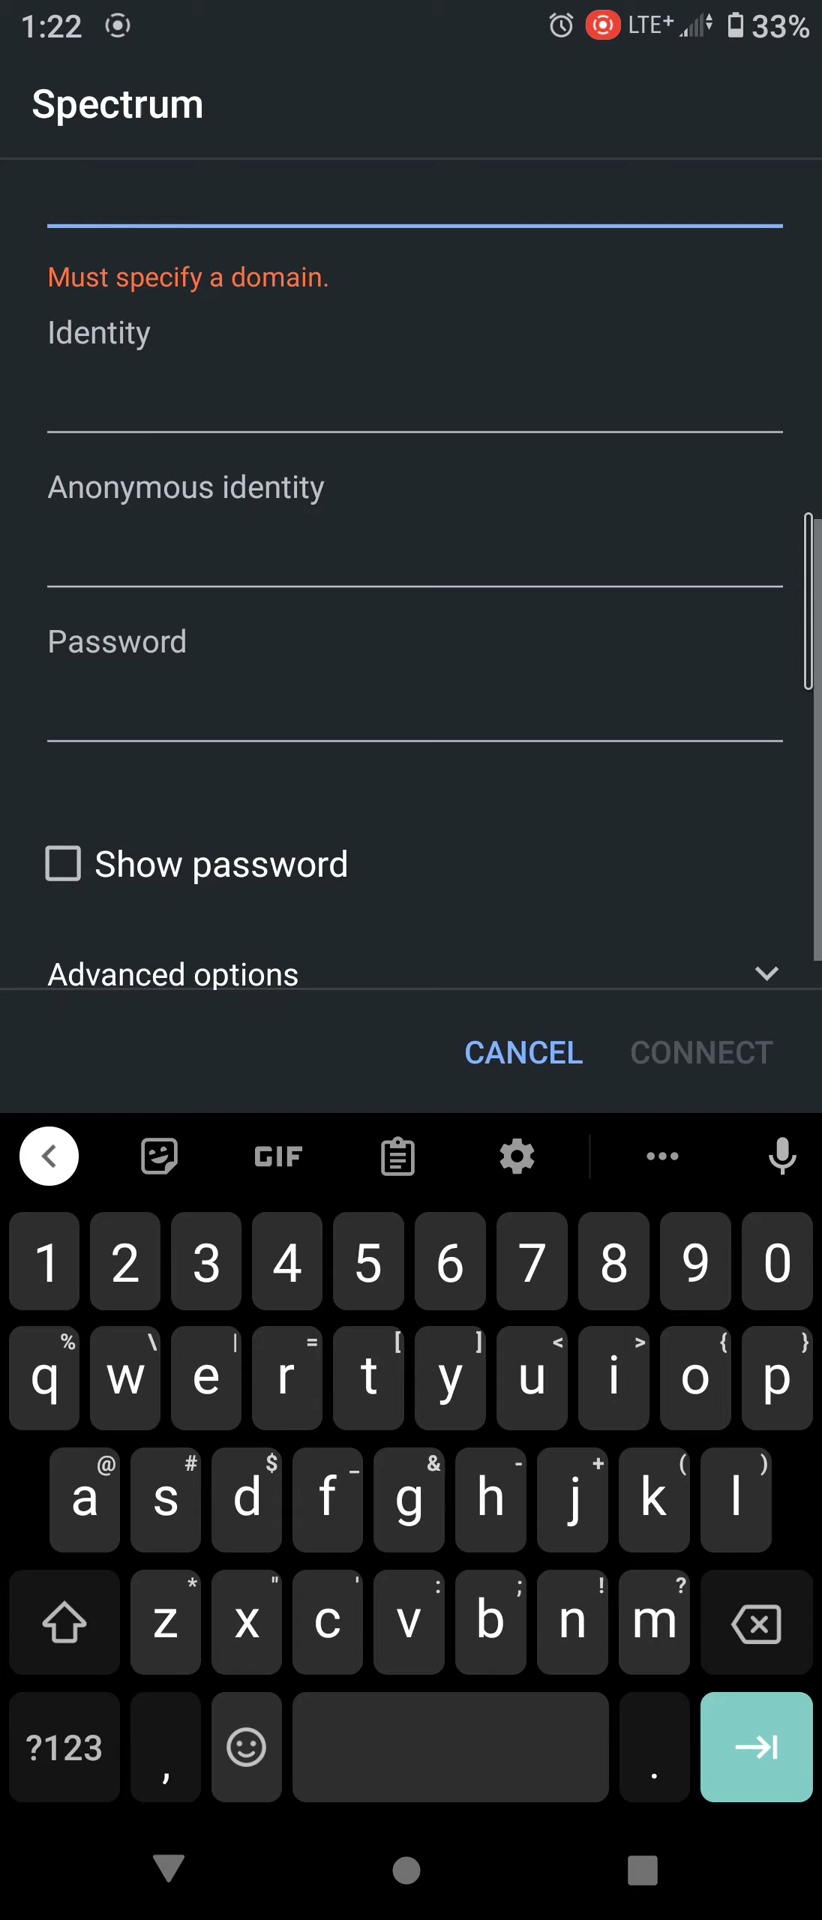 1:22 LTE+ 33%
Spectrum
Must specify a domain.
Identity
Anonymous identity
Password
Show password
Advanced options
CANCEL CONNECT
GIF
1 2 3 4 5 6 7 8 9 0
% \ | = [ ] < > { }
q w e r t y u i o p
@ # $ _ & - + ( )
a s d f g h j k l
* " ' : ; ! ?
z x c v b n m
?123 , .